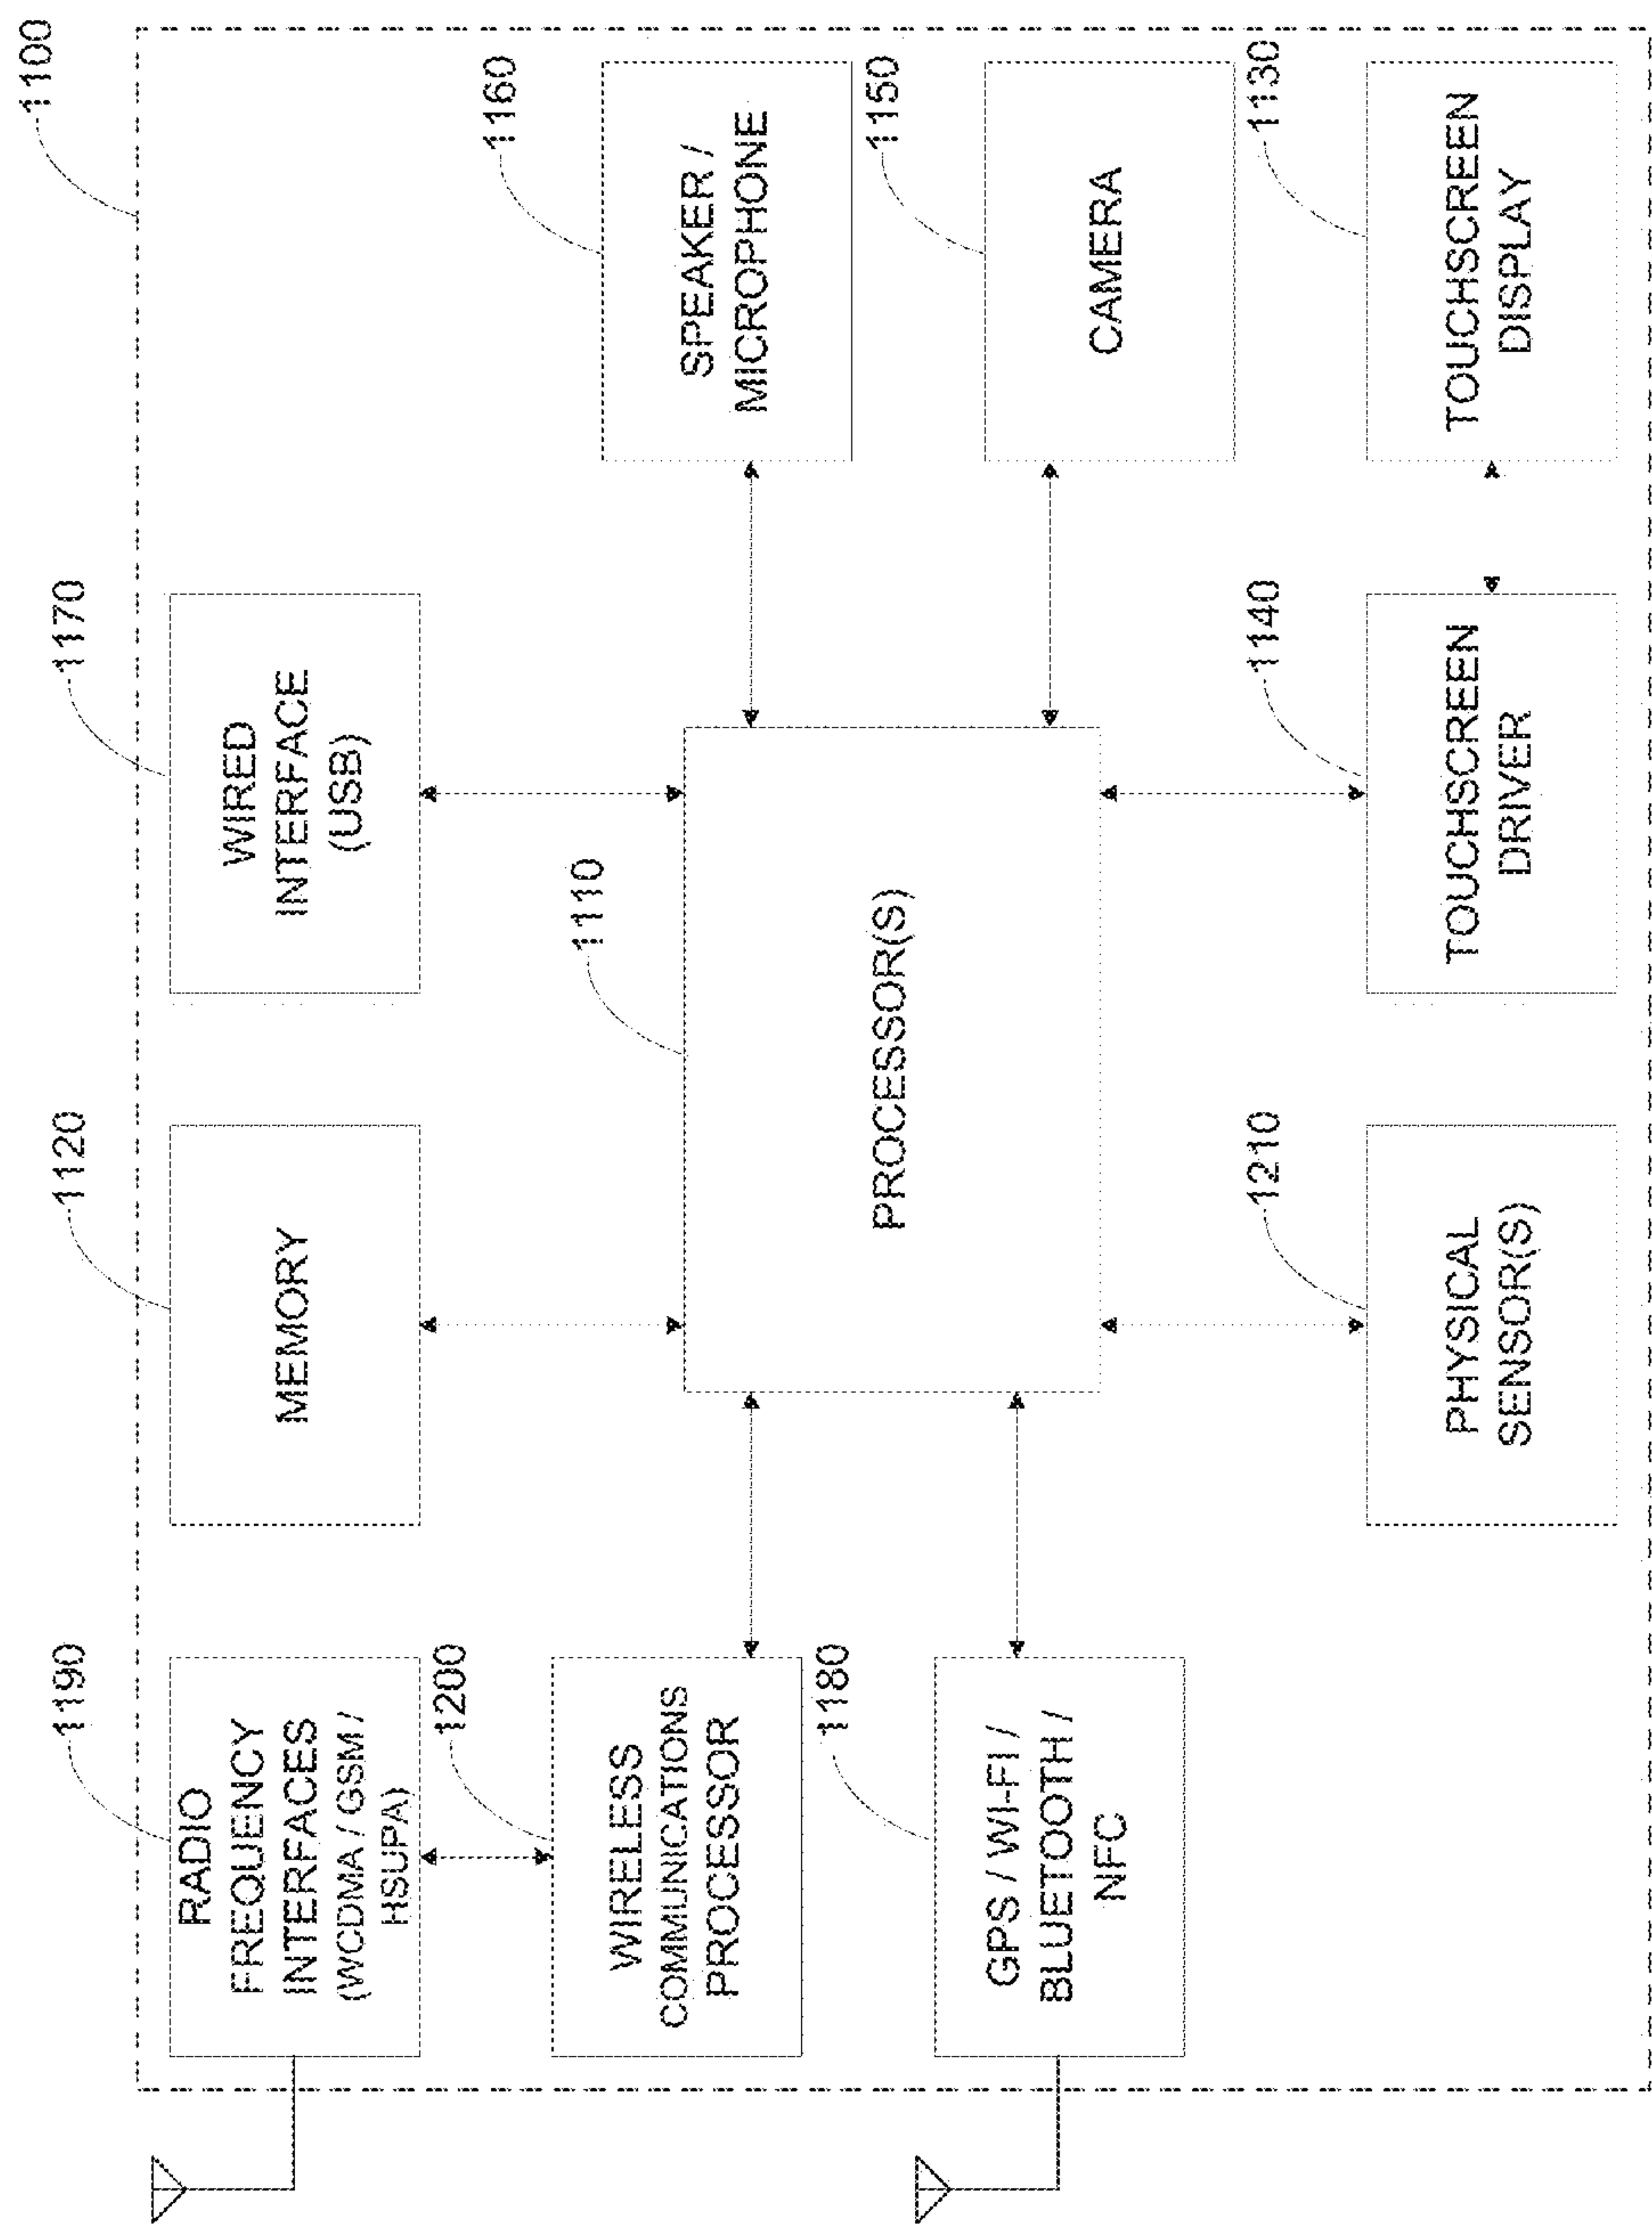 1100
1190
RADIO
FREQUENCY
INTERFACES
(WCDMA / GSM /
HSUPA)
1120
MEMORY
1170
WIRED
INTERFACE
(USB)
1200
WIRELESS
COMMUNICATIONS
PROCESSOR
1110
PROCESSOR(S)
1160
SPEAKER /
MICROPHONE
1180
GPS / WI-FI /
BLUETOOTH /
NFC
1150
CAMERA
1210
PHYSICAL
SENSOR(S)
1140
TOUCHSCREEN
DRIVER
1130
TOUCHSCREEN
DISPLAY